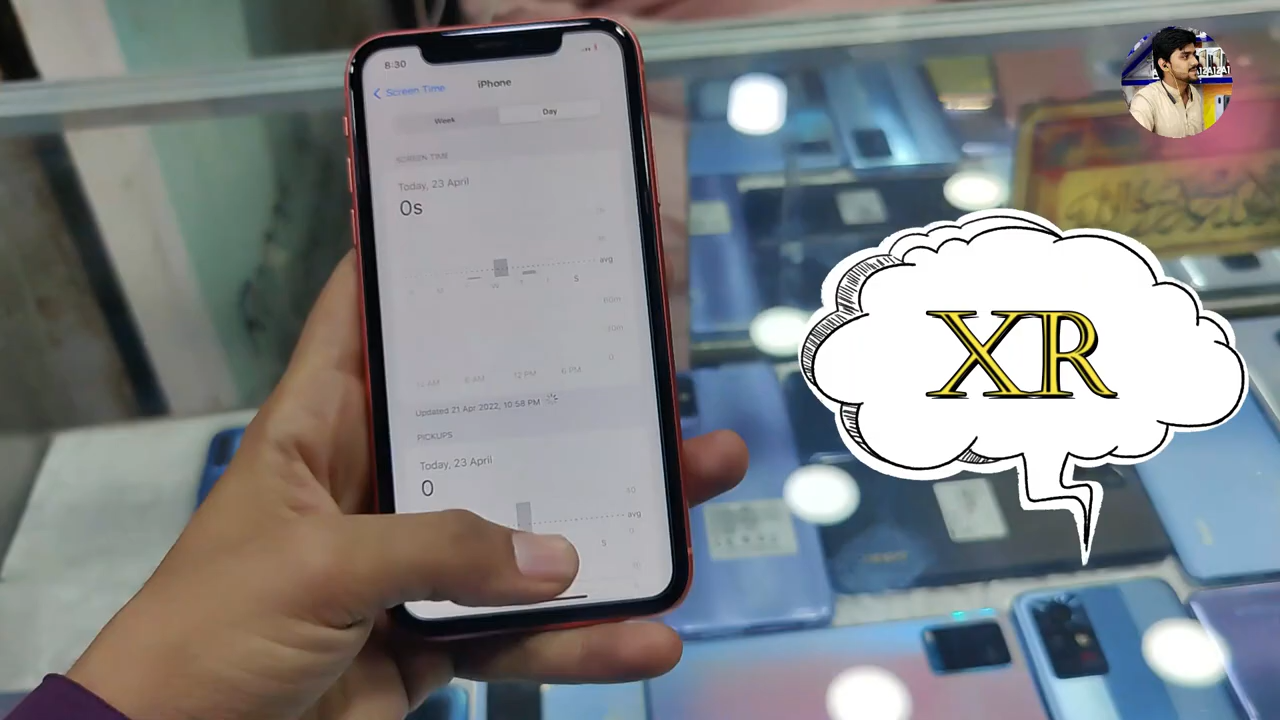 8:30
Screen Time
iPhone
Week
Day
SCREEN TIME
Today, 23 April
0s
avg
S
60m
0
12 AM
6 AM
12 PM
6 PM
Updated 21 Apr 2022, 10:58 PM
PICKUPS
Today, 23 April
0
avg
S
XR